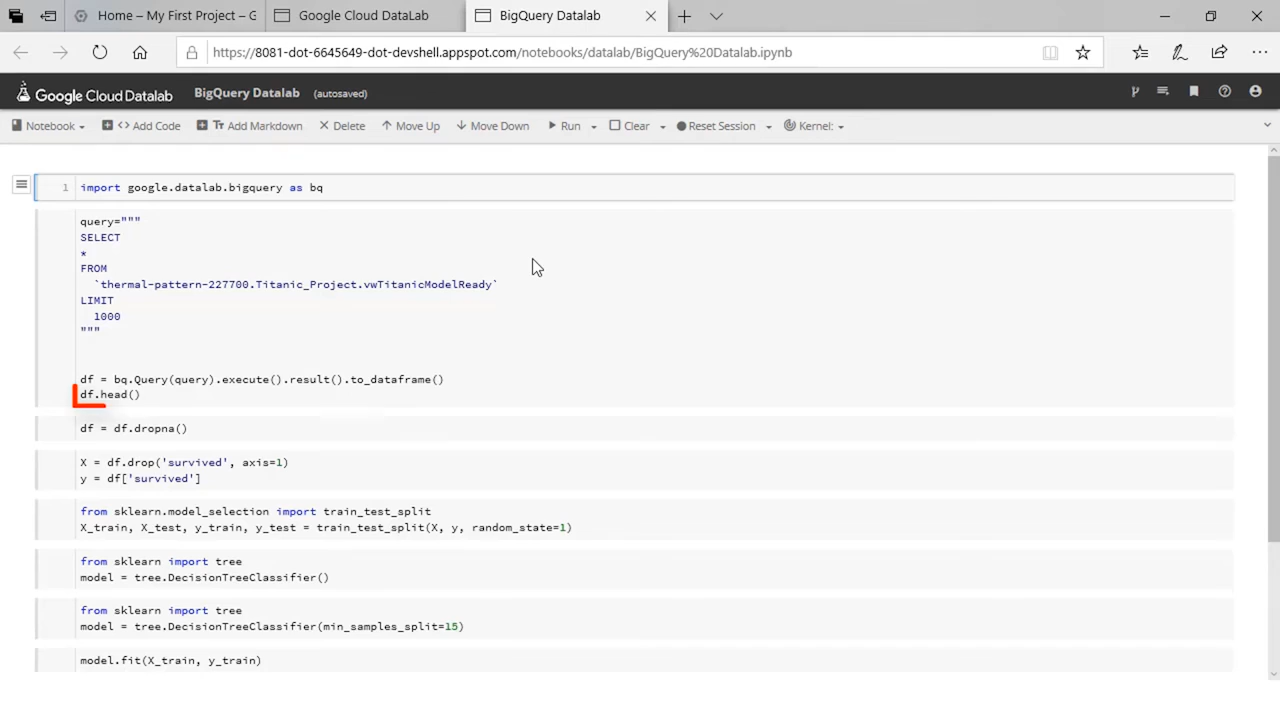 Home – My First Project – G
Google Cloud DataLab
BigQuery Datalab
https://8081-dot-6645649-dot-devshell.appspot.com/notebooks/datalab/BigQuery%20Datalab.ipynb
Google Cloud Datalab BigQuery Datalab (autosaved)
Notebook <> Add Code Tт Add Markdown Delete Move Up Move Down Run Clear Reset Session Kernel:
1 import google.datalab.bigquery as bq
query="""
SELECT
*
FROM
`thermal-pattern-227700.Titanic_Project.vwTitanicModelReady`
LIMIT
1000
"""
df = bq.Query(query).execute().result().to_dataframe()
df.head()
df = df.dropna()
X = df.drop('survived', axis=1)
y = df['survived']
from sklearn.model_selection import train_test_split
X_train, X_test, y_train, y_test = train_test_split(X, y, random_state=1)
from sklearn import tree
model = tree.DecisionTreeClassifier()
from sklearn import tree
model = tree.DecisionTreeClassifier(min_samples_split=15)
model.fit(X_train, y_train)